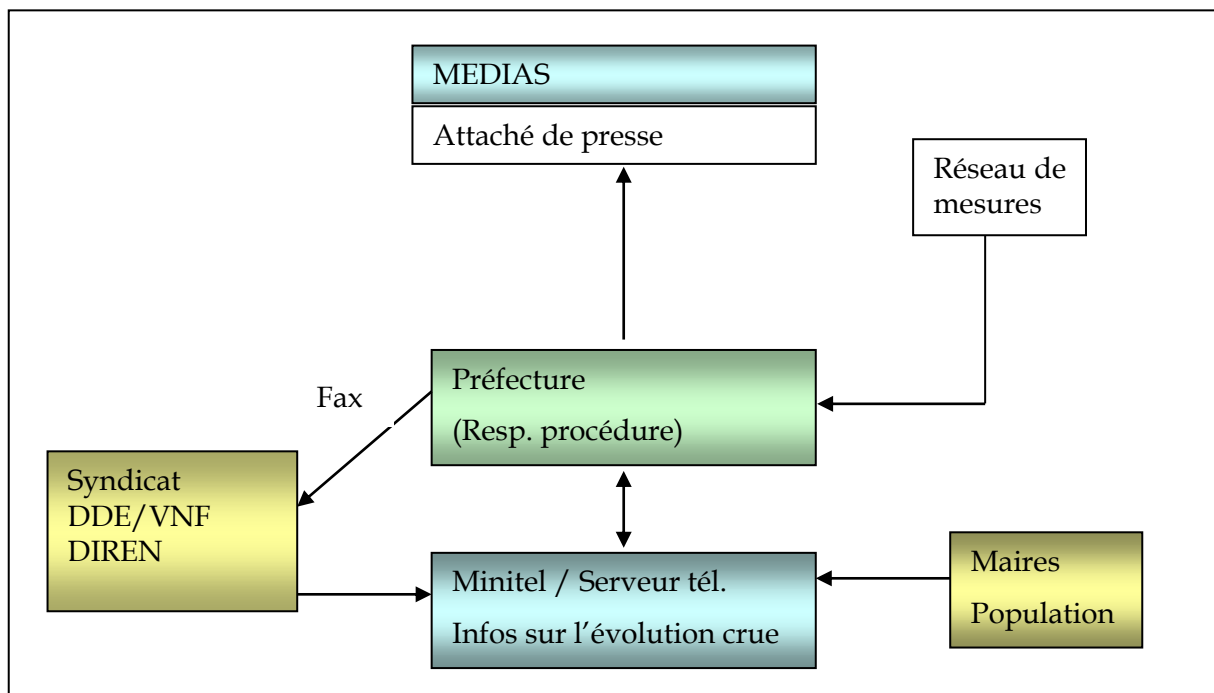 MEDIAS
Attaché de presse
Réseau de
mesures
Préfecture
(Resp. procédure)
Fax
Syndicat
DDE/VNF
DIREN
Minitel / Serveur tél.
Infos sur l’évolution crue
Maires
Population